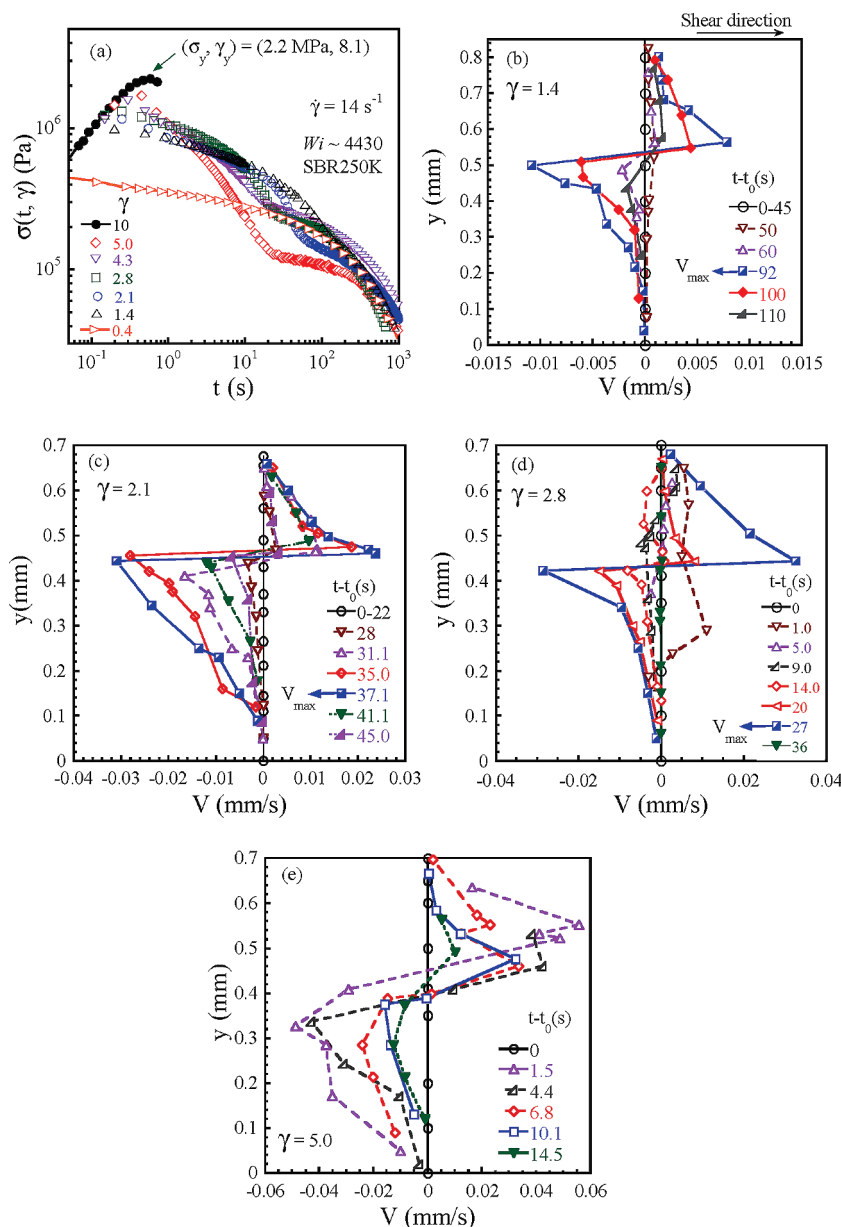 (a)
(σy, γy) = (2.2 MPa, 8.1)
γ̇ = 14 s⁻¹
Wi ~ 4430
SBR250K
σ(t, γ) (Pa)
10⁶
10⁵
γ
10
5.0
4.3
2.8
2.1
1.4
0.4
10⁻¹ 10⁰ 10¹ 10² 10³
t (s)
Shear direction
(b)
γ = 1.4
y (mm)
0.8
0.7
0.6
0.5
0.4
0.3
0.2
0.1
0
t-t₀(s)
0-45
50
60
Vmax 92
100
110
-0.015 -0.01 -0.005 0 0.005 0.01 0.015
V (mm/s)
(c)
γ = 2.1
y(mm)
0.7
0.6
0.5
0.4
0.3
0.2
0.1
0
t-t₀(s)
0-22
28
31.1
35.0
Vmax 37.1
41.1
45.0
-0.04 -0.03 -0.02 -0.01 0 0.01 0.02 0.03
V (mm/s)
(d)
γ = 2.8
y (mm)
0.7
0.6
0.5
0.4
0.3
0.2
0.1
0
t-t₀(s)
0
1.0
5.0
9.0
14.0
20
Vmax 27
36
-0.04 -0.02 0 0.02 0.04
V (mm/s)
(e)
y (mm)
0.7
0.6
0.5
0.4
0.3
0.2
0.1
0
γ = 5.0
t-t₀(s)
0
1.5
4.4
6.8
10.1
14.5
-0.06 -0.04 -0.02 0 0.02 0.04 0.06
V (mm/s)